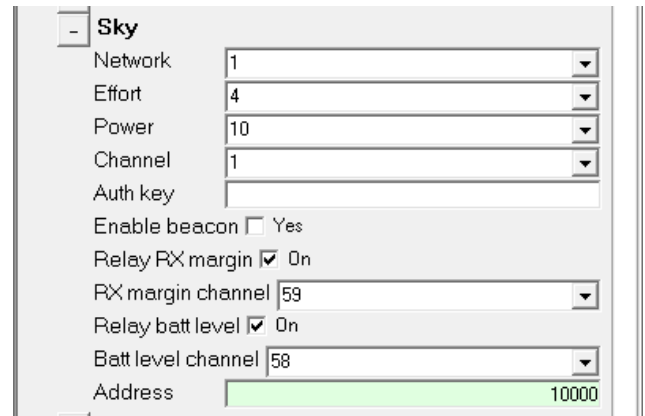 - Sky
Network 1
Effort 4
Power 10
Channel 1
Auth key
Enable beacon Yes
Relay RX margin On
RX margin channel 59
Relay batt level On
Batt level channel 58
Address 10000